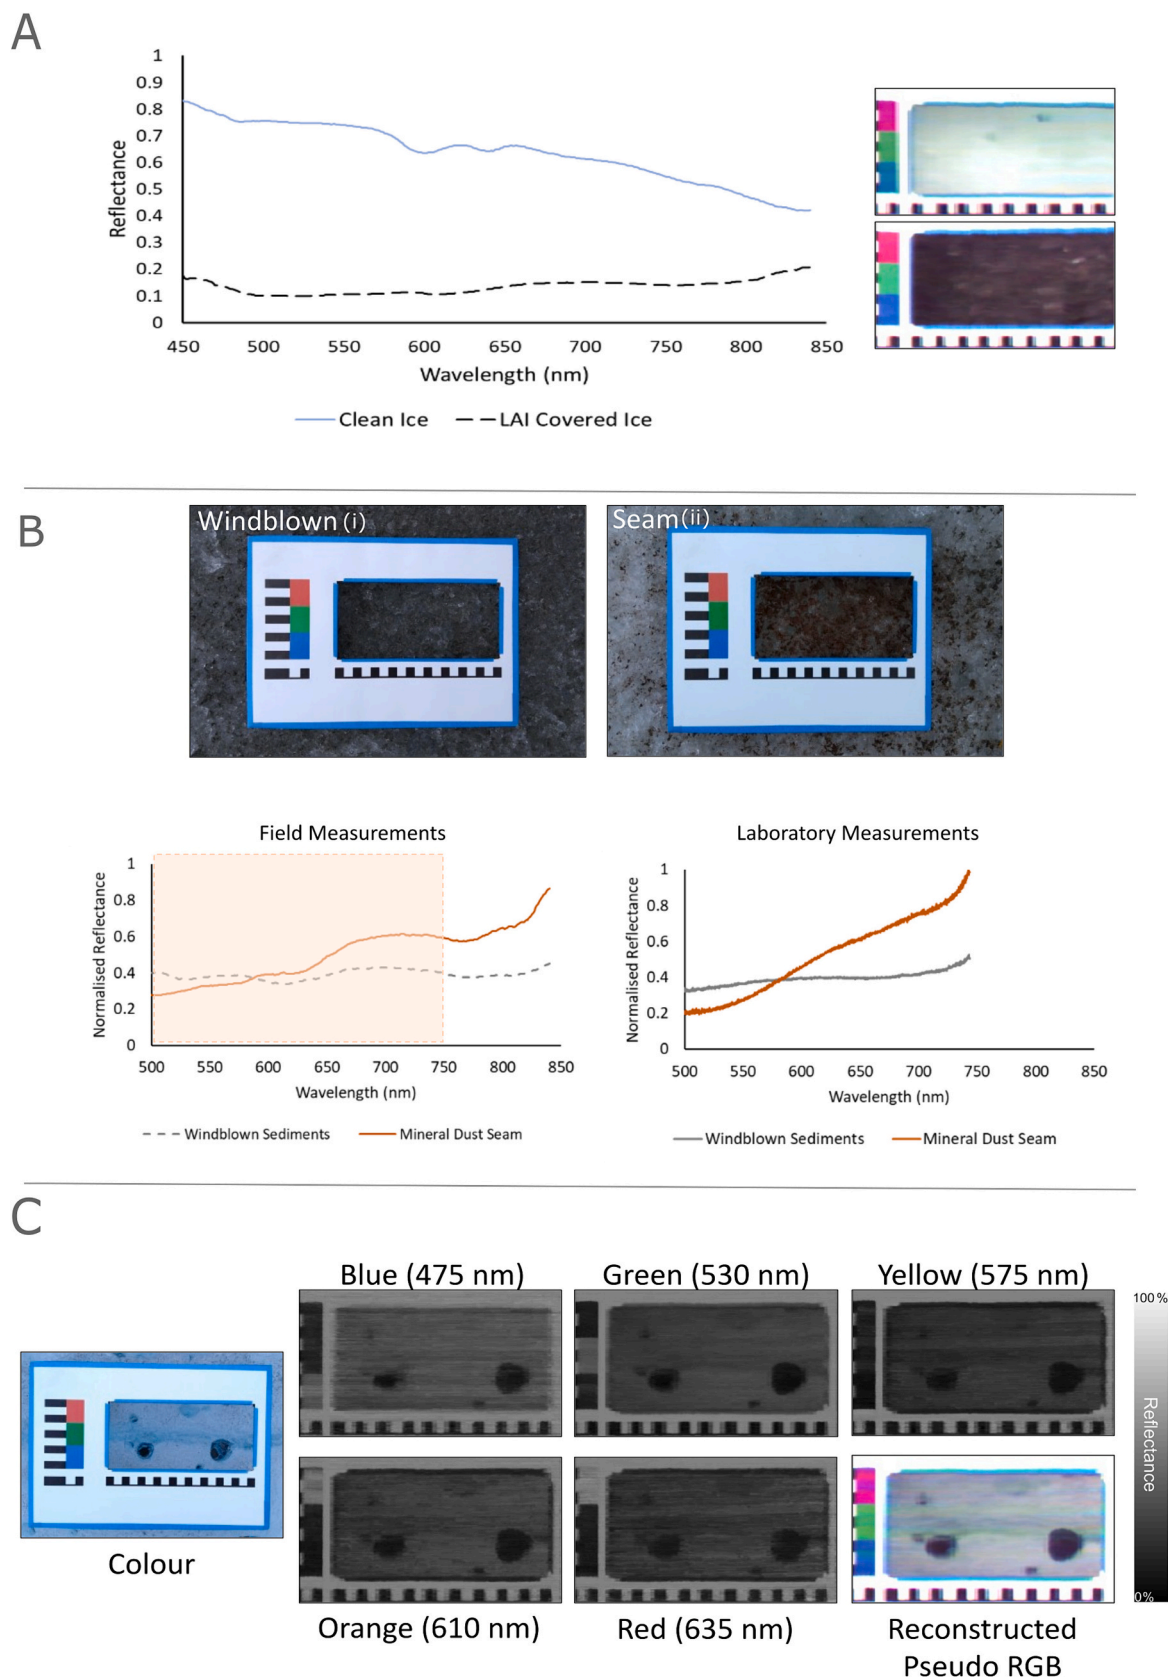 A
1
0.9
0.8
0.7
0.6
0.5
0.4
0.3
0.2
0.1
0
Reflectance
450 500 550 600 650 700 750 800 850
Wavelength (nm)
Clean Ice LAI Covered Ice
B
Windblown (i)
Seam (ii)
Field Measurements
1
0.8
0.6
0.4
0.2
0
Normalised Reflectance
500 550 600 650 700 750 800 850
Wavelength (nm)
Windblown Sediments Mineral Dust Seam
Laboratory Measurements
1
0.8
0.6
0.4
0.2
0
Normalised Reflectance
500 550 600 650 700 750 800 850
Wavelength (nm)
Windblown Sediments Mineral Dust Seam
C
Colour
Blue (475 nm)
Green (530 nm)
Yellow (575 nm)
Orange (610 nm)
Red (635 nm)
Reconstructed
Pseudo RGB
100 %
Reflectance
0%